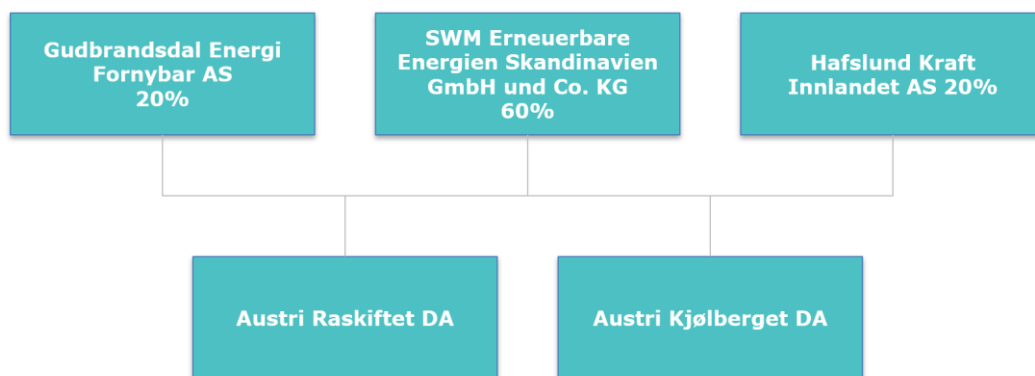 Gudbrandsdal Energi
Fornybar AS
20%
SWM Erneuerbare
Energien Skandinavien
GmbH und Co. KG
60%
Hafslund Kraft
Innlandet AS 20%
Austri Raskiftet DA
Austri Kjølberget DA